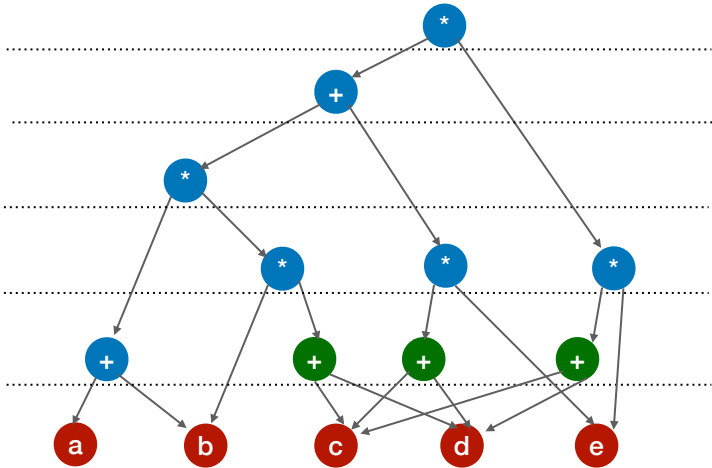 *
+
*
* * *
+ + + +
a b c d e